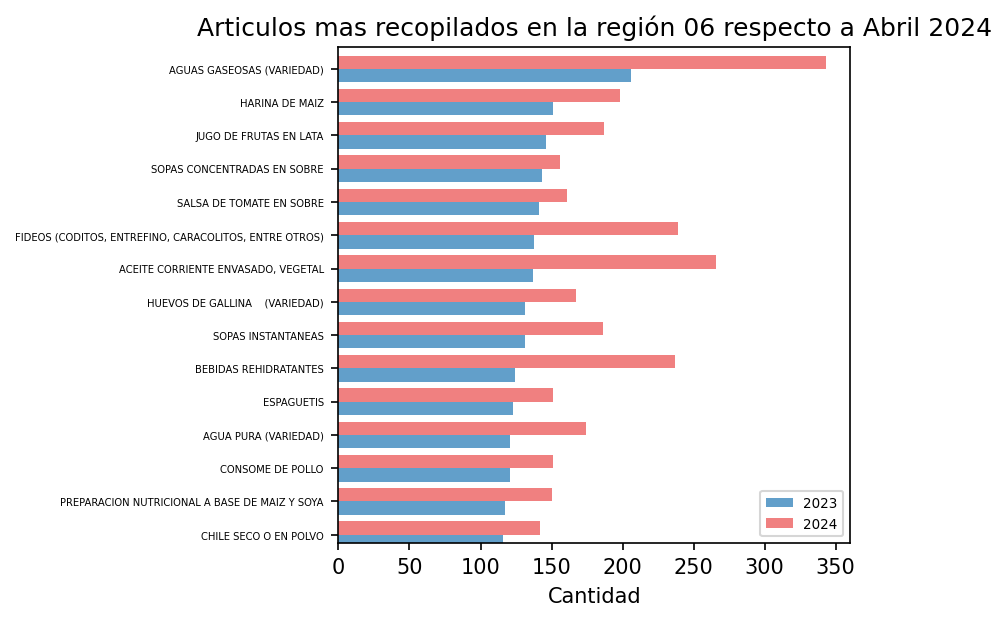 Articulos mas recopilados en la región 06 respecto a Abril 2024
AGUAS GASEOSAS (VARIEDAD)
HARINA DE MAIZ
JUGO DE FRUTAS EN LATA
SOPAS CONCENTRADAS EN SOBRE
SALSA DE TOMATE EN SOBRE
FIDEOS (CODITOS, ENTREFINO, CARACOLITOS, ENTRE OTROS)
ACEITE CORRIENTE ENVASADO, VEGETAL
HUEVOS DE GALLINA    (VARIEDAD)
SOPAS INSTANTANEAS
BEBIDAS REHIDRATANTES
ESPAGUETIS
AGUA PURA (VARIEDAD)
CONSOME DE POLLO
PREPARACION NUTRICIONAL A BASE DE MAIZ Y SOYA
CHILE SECO O EN POLVO
2023
2024
0 50 100 150 200 250 300 350
Cantidad